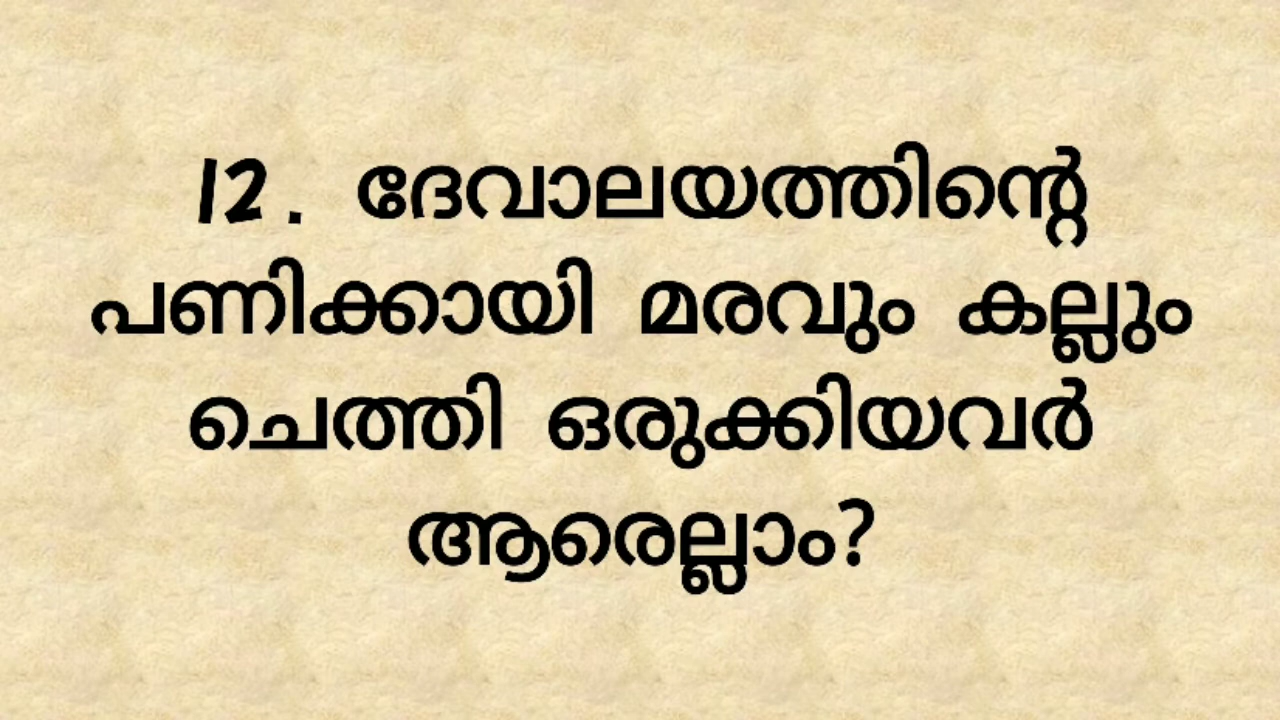 12. ദേവാലയത്തിന്റെ
പണിക്കായി മരവും കല്ലും
ചെത്തി ഒരുക്കിയവർ
ആരെല്ലാം?